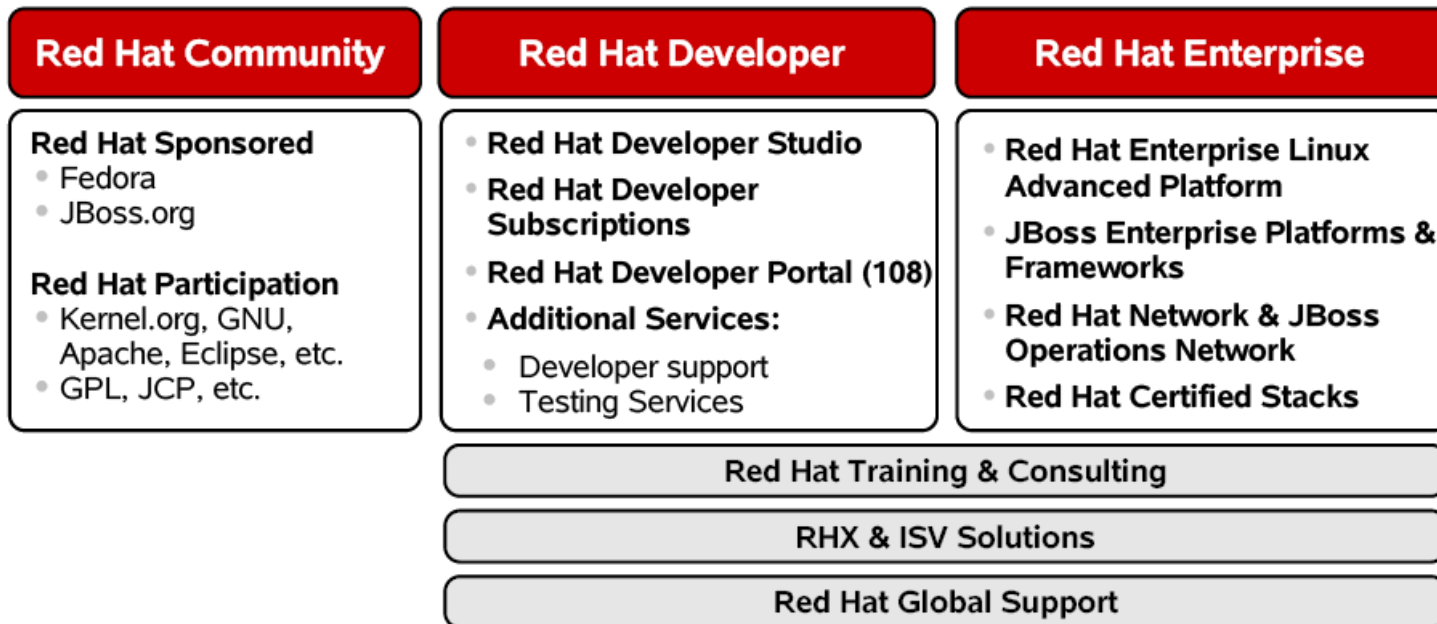 Red Hat Community
Red Hat Sponsored
Fedora
JBoss.org
Red Hat Participation
Kernel.org, GNU,
Apache, Eclipse, etc.
GPL, JCP, etc.
Red Hat Developer
Red Hat Developer Studio
Red Hat Developer
Subscriptions
Red Hat Developer Portal (108)
Additional Services:
Developer support
Testing Services
Red Hat Enterprise
Red Hat Enterprise Linux
Advanced Platform
JBoss Enterprise Platforms &
Frameworks
Red Hat Network & JBoss
Operations Network
Red Hat Certified Stacks
Red Hat Training & Consulting
RHX & ISV Solutions
Red Hat Global Support